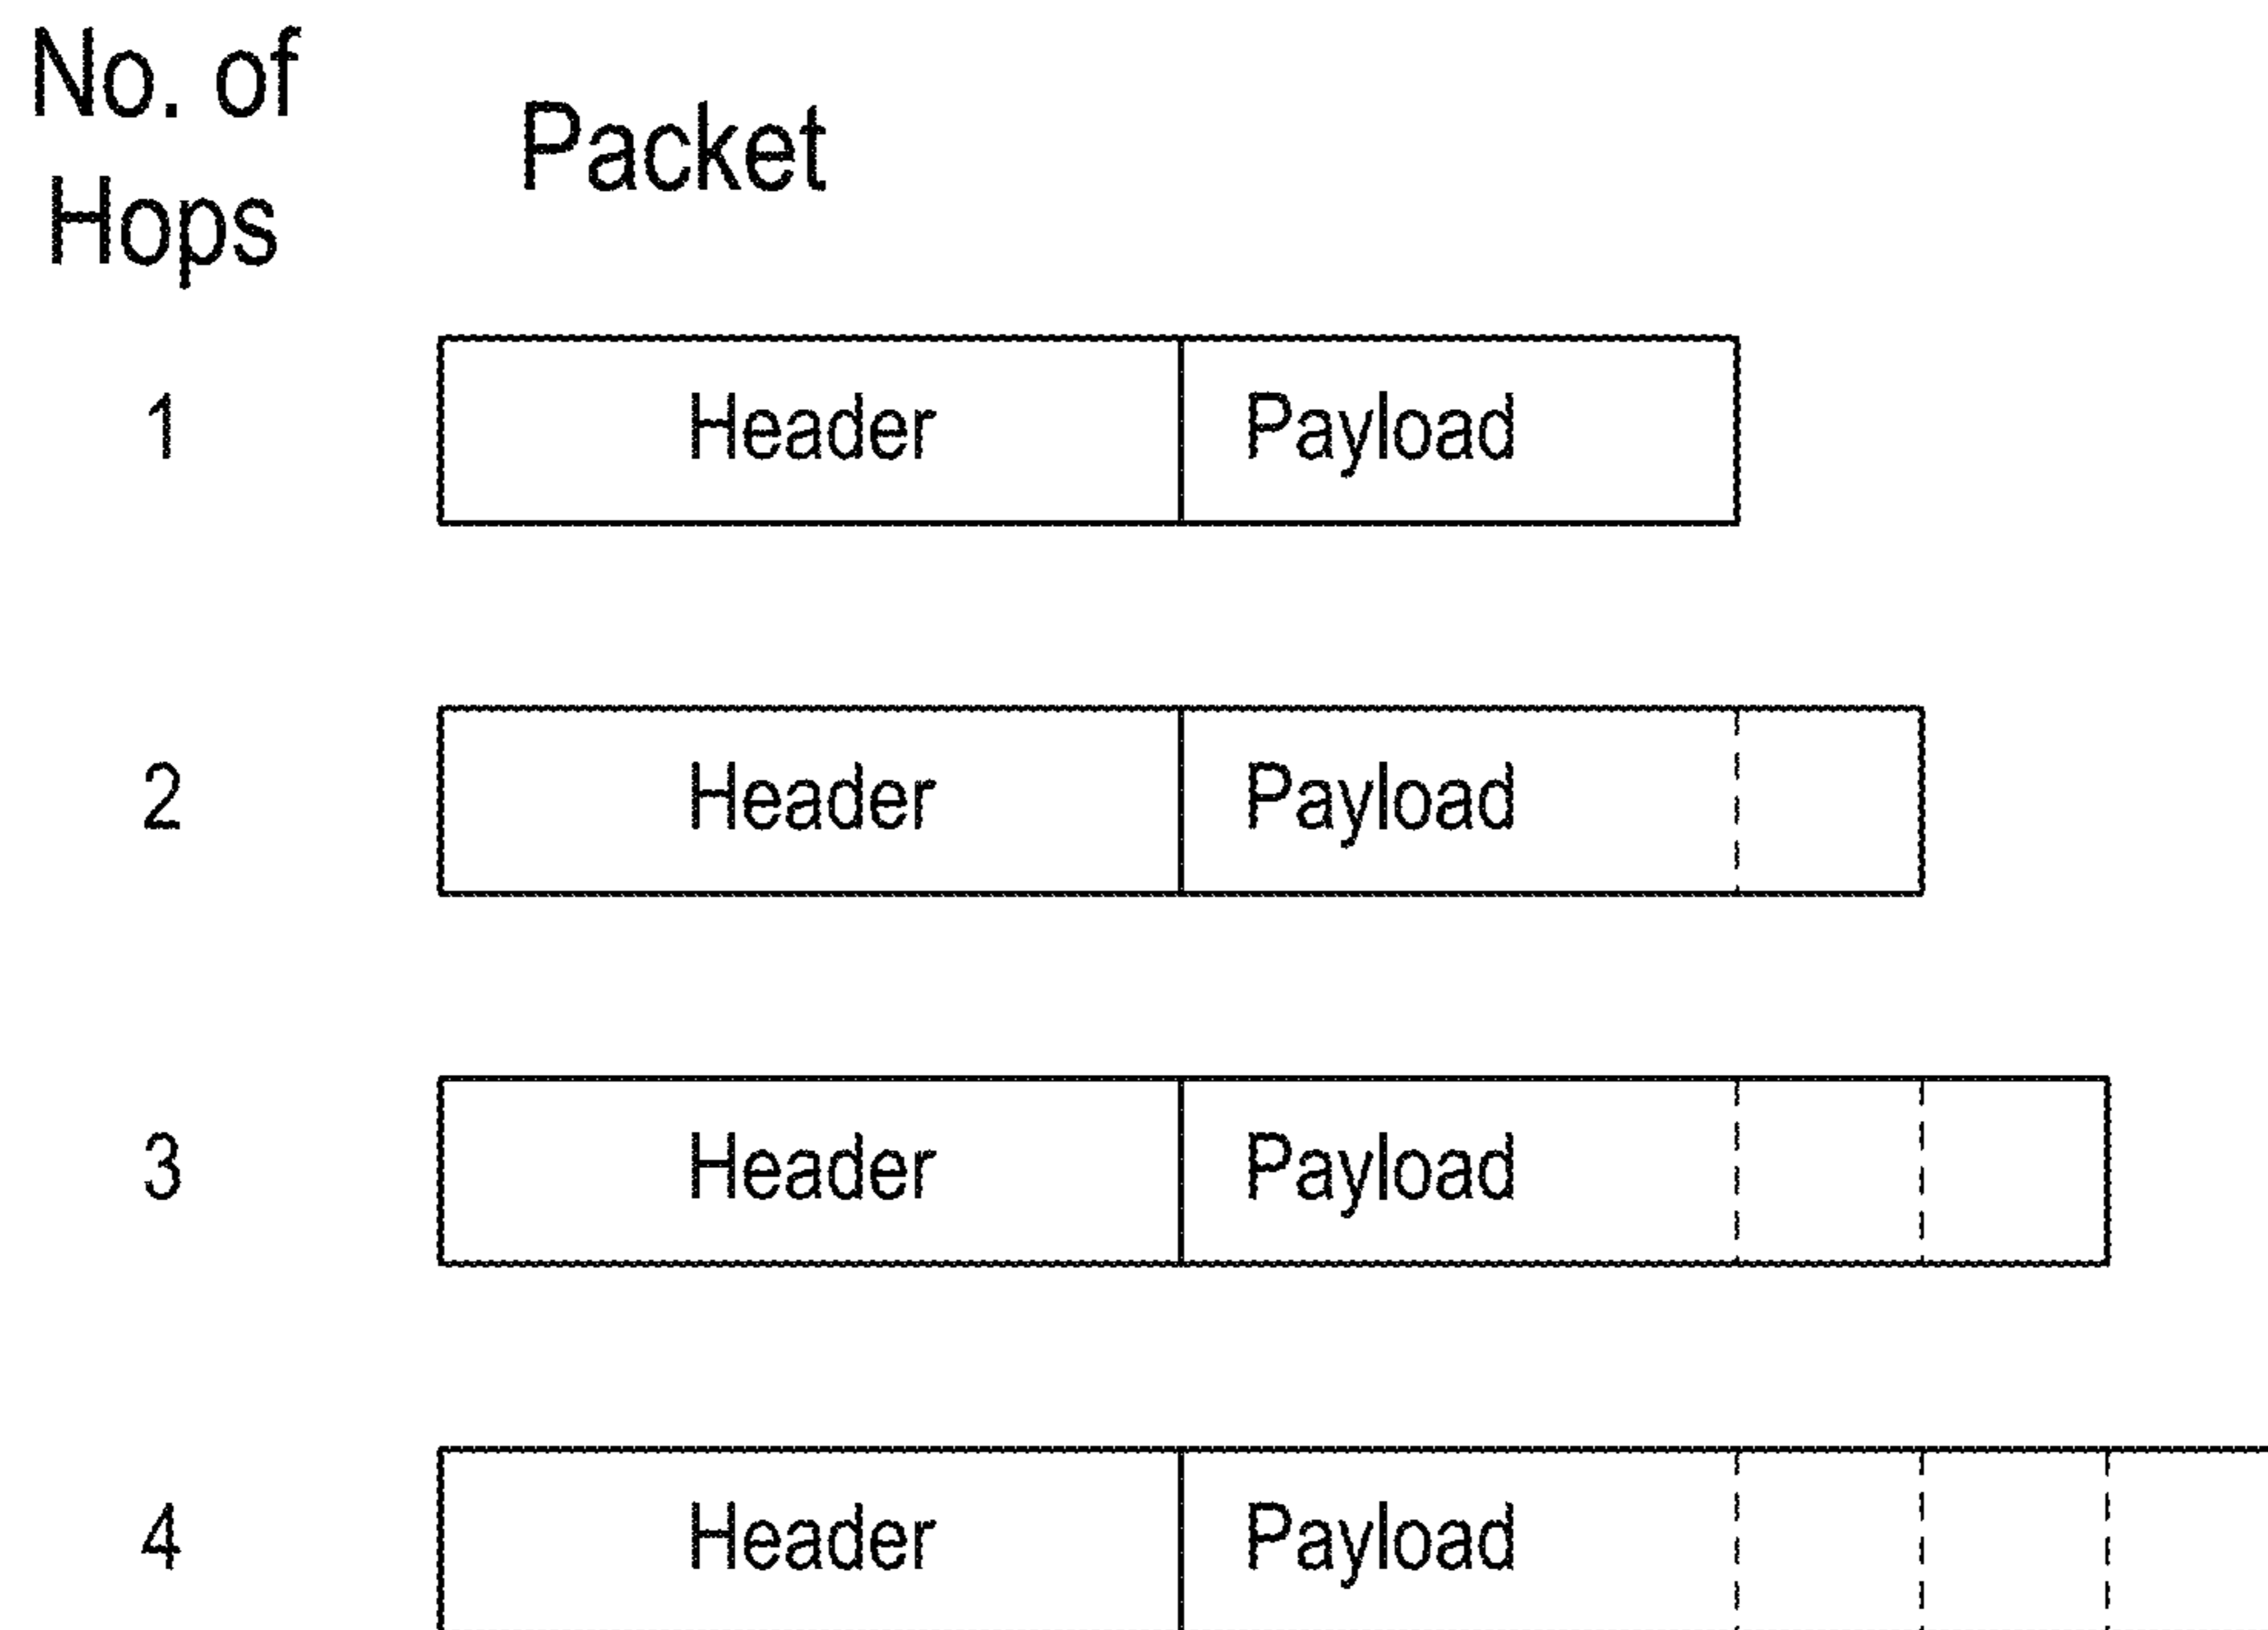 No. of
Hops
Packet
1 Header Payload
2 Header Payload
3 Header Payload
4 Header Payload